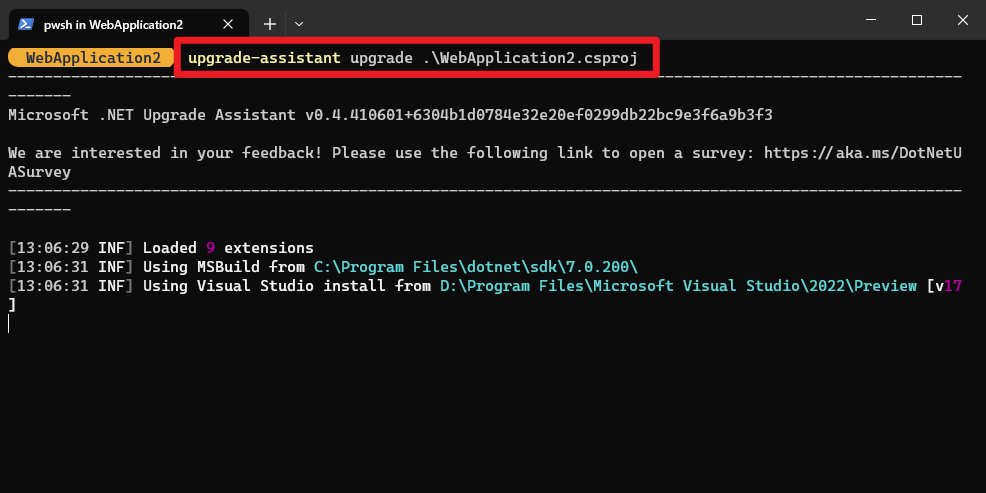 pwsh in WebApplication2
WebApplication2 upgrade-assistant upgrade .\WebApplication2.csproj
----------------------------------------------------------------------------------------------------------
-------
Microsoft .NET Upgrade Assistant v0.4.410601+6304b1d0784e32e20ef0299db22bc9e3f6a9b3f3
We are interested in your feedback! Please use the following link to open a survey: https://aka.ms/DotNetU
ASurvey
----------------------------------------------------------------------------------------------------------
-------
[13:06:29 INF] Loaded 9 extensions
[13:06:31 INF] Using MSBuild from C:\Program Files\dotnet\sdk\7.0.200\
[13:06:31 INF] Using Visual Studio install from D:\Program Files\Microsoft Visual Studio\2022\Preview [v17
]